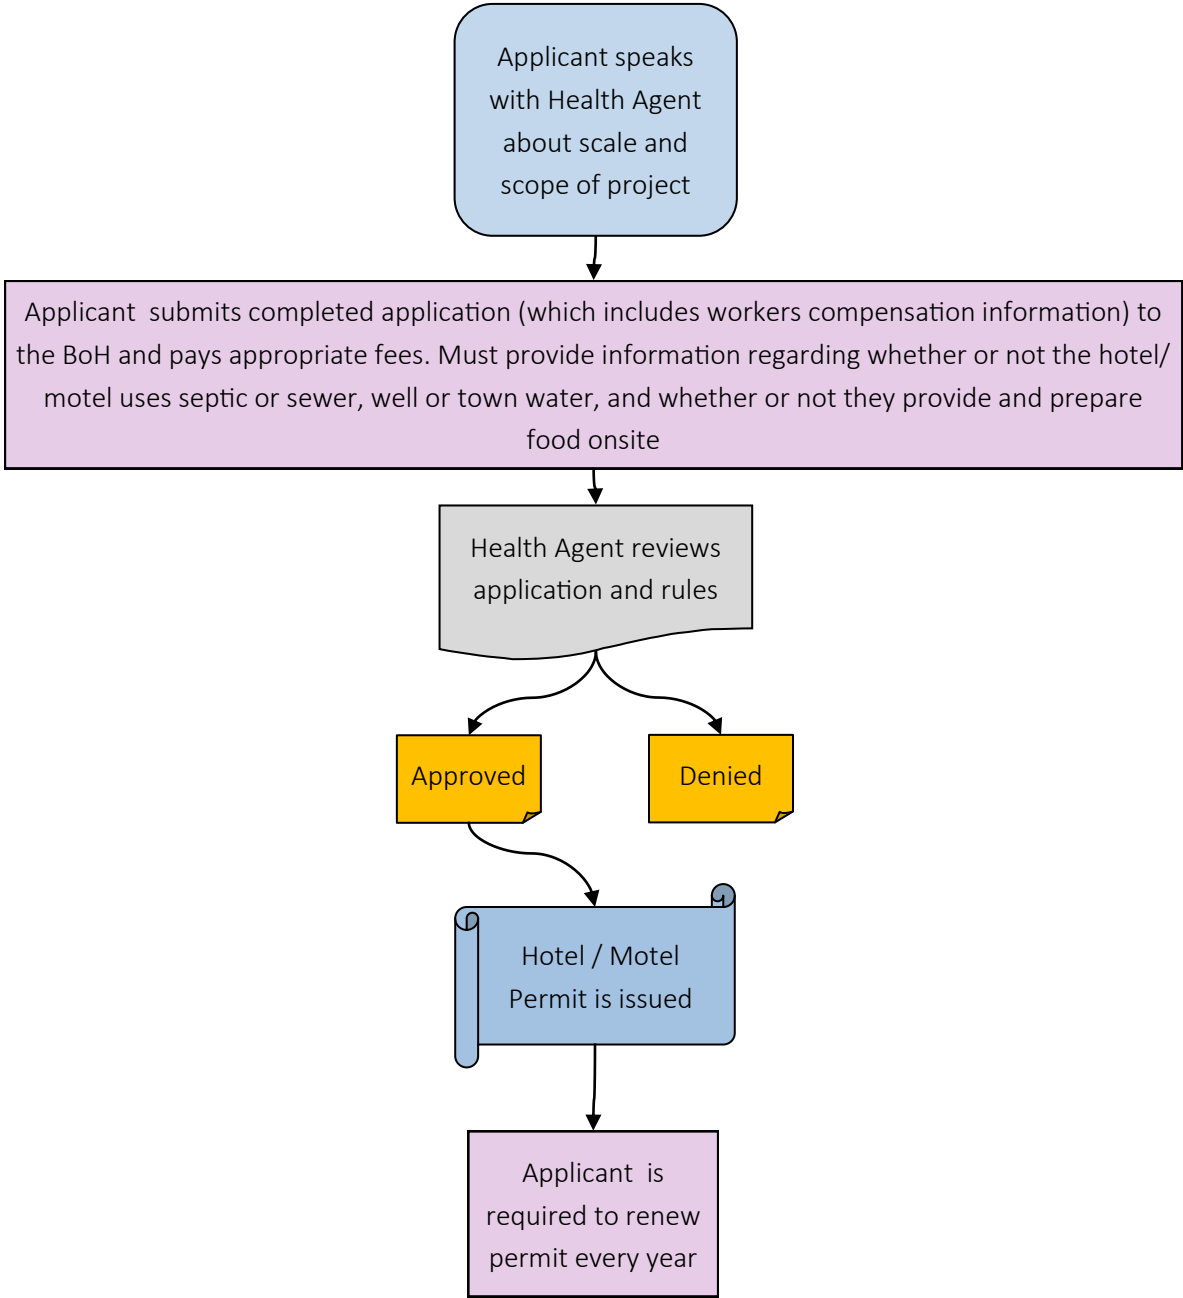 Applicant speaks
with Health Agent
about scale and
scope of project
Applicant  submits completed application (which includes workers compensation information) to
the BoH and pays appropriate fees. Must provide information regarding whether or not the hotel/
motel uses septic or sewer, well or town water, and whether or not they provide and prepare
food onsite
Health Agent reviews
application and rules
Approved
Denied
Hotel / Motel
Permit is issued
Applicant  is
required to renew
permit every year